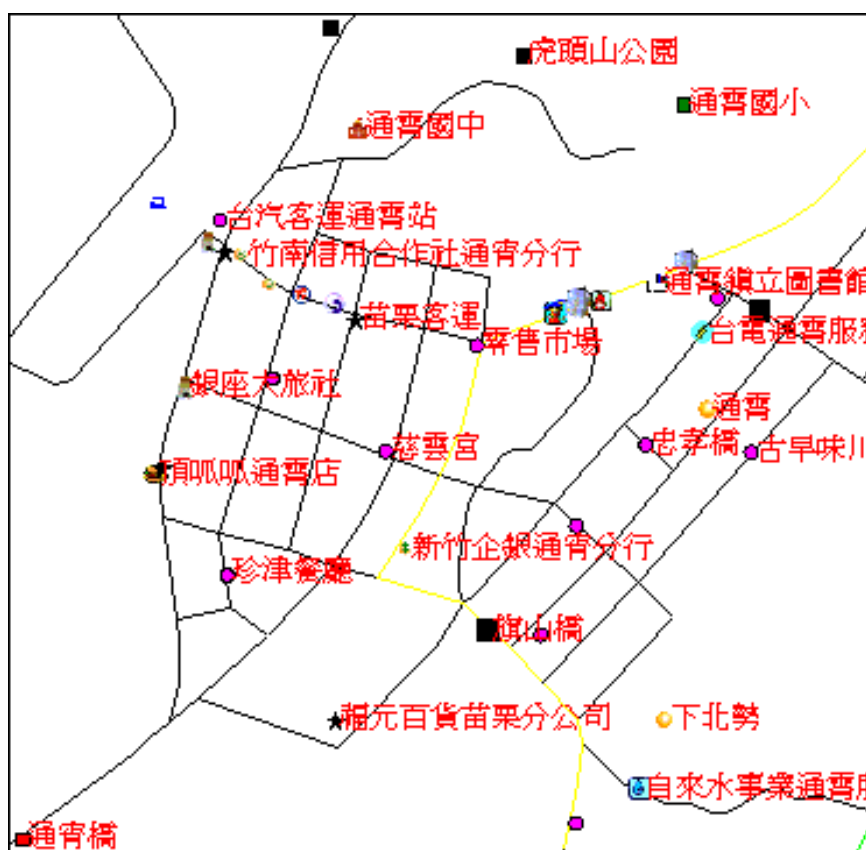 虎頭山公園
通霄國小
通霄國中
台汽客運通霄站
竹南信用合作社通宵分行
通霄鎮立圖書館
苗栗客運
台電通霄服務
零售市場
銀座大旅社
通霄
慈雲宮
忠孝橋
古早味川
頂呱呱通霄店
新竹企銀通宵分行
珍津餐廳
旗山橋
福元百貨苗栗分公司
下北勢
自來水事業通霄服
通宵橋